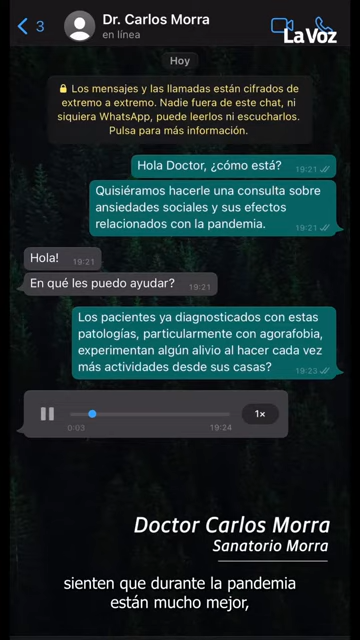 3
Dr. Carlos Morra
en línea
LaVoz
Hoy
Los mensajes y las llamadas están cifrados de
extremo a extremo. Nadie fuera de este chat, ni
siquiera WhatsApp, puede leerlos ni escucharlos.
Pulsa para más información.
Hola Doctor, ¿cómo está?
19:21
Quisiéramos hacerle una consulta sobre
ansiedades sociales y sus efectos
relacionados con la pandemia.
19:21
Hola!
19:21
En qué les puedo ayudar?
19:21
Los pacientes ya diagnosticados con estas
patologías, particularmente con agorafobia,
experimentan algún alivio al hacer cada vez
más actividades desde sus casas?
19:23
1×
0:03
19:24
Doctor Carlos Morra
Sanatorio Morra
sienten que durante la pandemia
están mucho mejor,